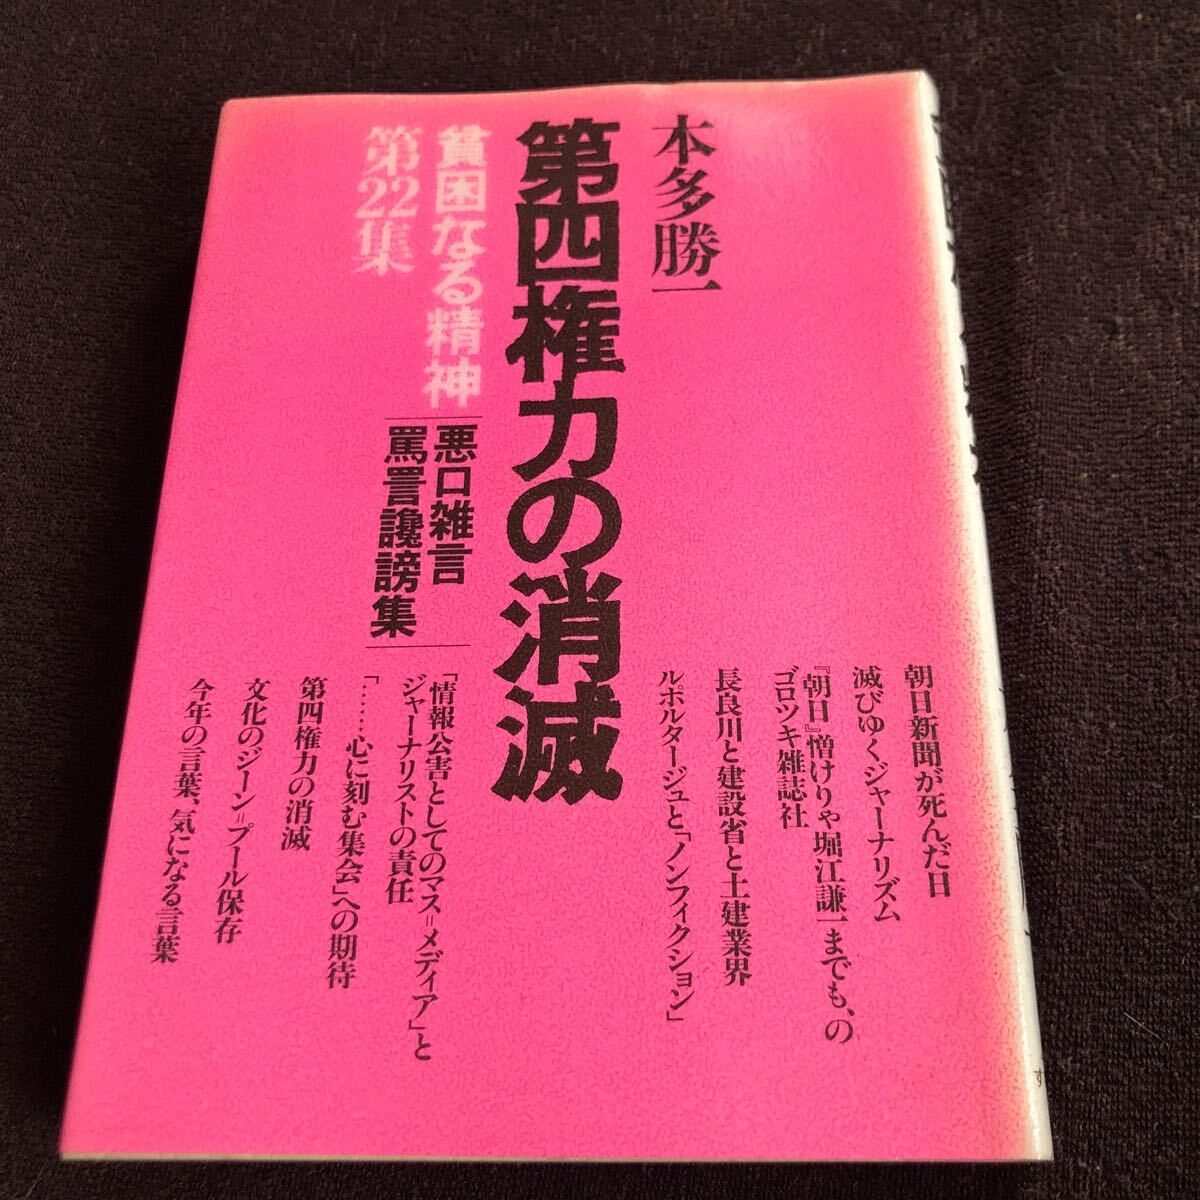 本多勝一
第四権力の消滅
貧困なる精神
第22集
悪口雑言
罵詈讒謗集
朝日新聞が死んだ日
滅びゆくジャーナリズム
『朝日』憎けりゃ堀江謙一までも、の
ゴロツキ雑誌社
長良川と建設省と土建業界
ルポルタージュと「ノンフィクション」
「情報公害としてのマス＝メディア」と
ジャーナリストの責任
「……心に刻む集会」への期待
第四権力の消滅
文化のジーン＝プール保存
今年の言葉、気になる言葉
す